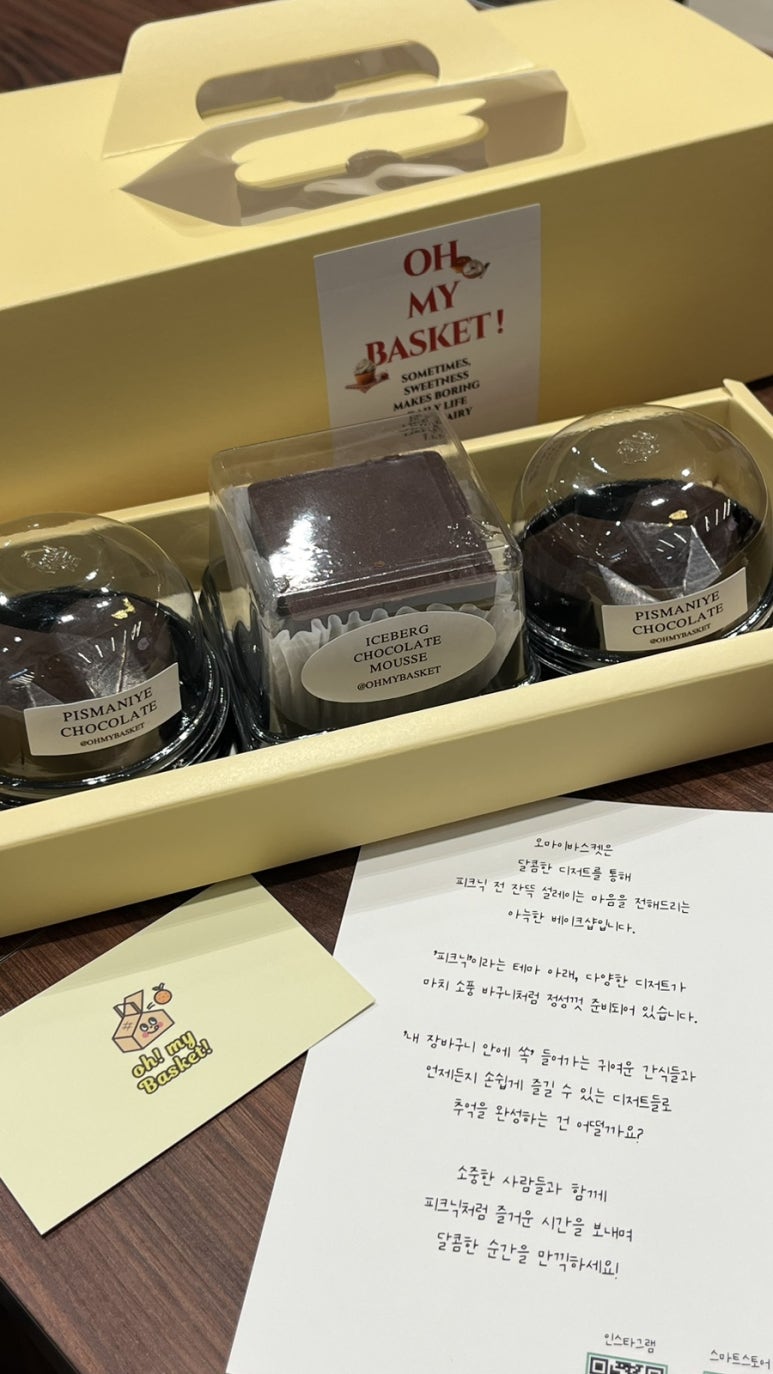 OH
MY
BASKET!
SOMETIMES,
SWEETNESS
MAKES BORING
DAILY LIFE
AIRY
ICEBERG
CHOCOLATE
MOUSSE
@OHMYBASKET
PISMANIYE
CHOCOLATE
@OHMYBASKET
PISMANIYE
CHOCOLATE
@OHMYBASKET
oh! my
Basket!
오마이바스켓은
달콤한 디저트를 통해
피크닉 전 잔뜩 설레이는 마음을 전해드리는
아늑한 베이크샵입니다.
'피크닉'이라는 테마 아래, 다양한 디저트가
마치 소풍 바구니처럼 정성껏 준비되어 있습니다.
'내 장바구니 안에 쏙' 들어가는 귀여운 간식들과
언제든지 손쉽게 즐길 수 있는 디저트들로
추억을 완성하는 건 어떨까요?
소중한 사람들과 함께
피크닉처럼 즐거운 시간을 보내며
달콤한 순간을 만끽하세요!
인스타그램
스마트스토어